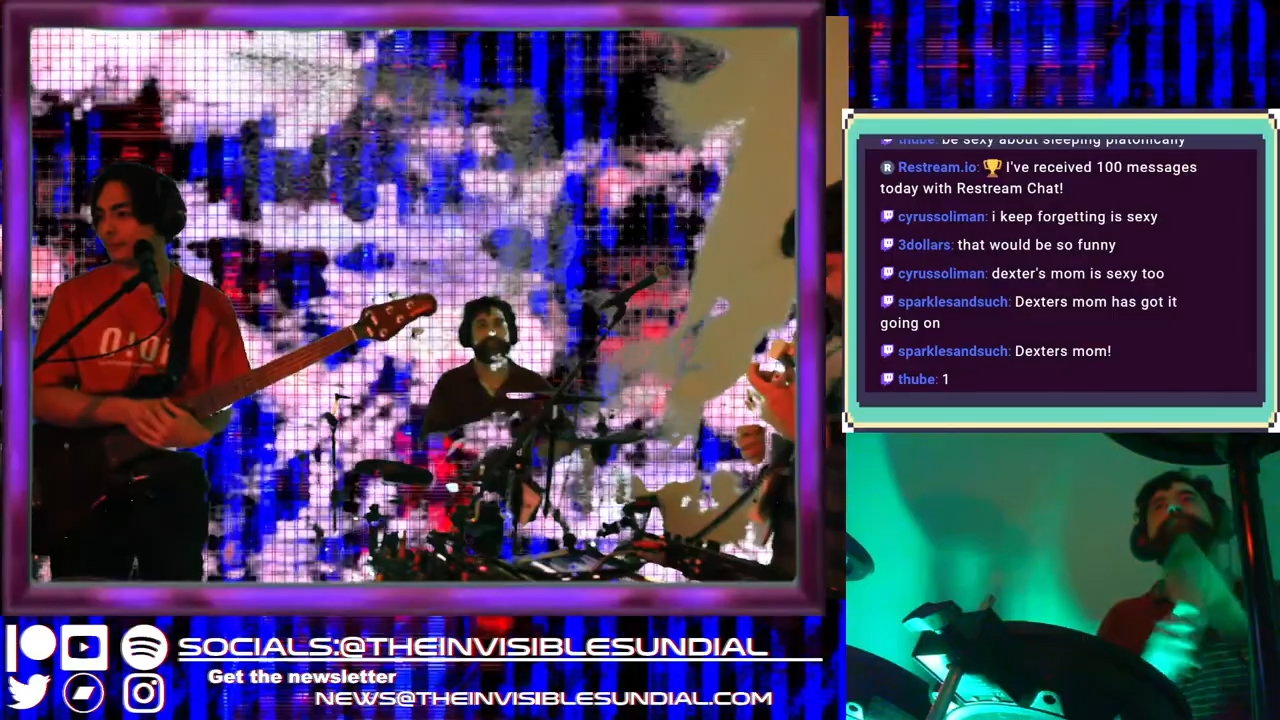 thube: be sexy about sleeping platonically
Restream.io: 🏆 I've received 100 messages
today with Restream Chat!
cyrussoliman: i keep forgetting is sexy
3dollars: that would be so funny
cyrussoliman: dexter's mom is sexy too
sparklesandsuch: Dexters mom has got it
going on
sparklesandsuch: Dexters mom!
thube: 1
SOCIALS:@THEINVISIBLESUNDIAL
Get the newsletter
NEWS@THEINVISIBLESUNDIAL.COM